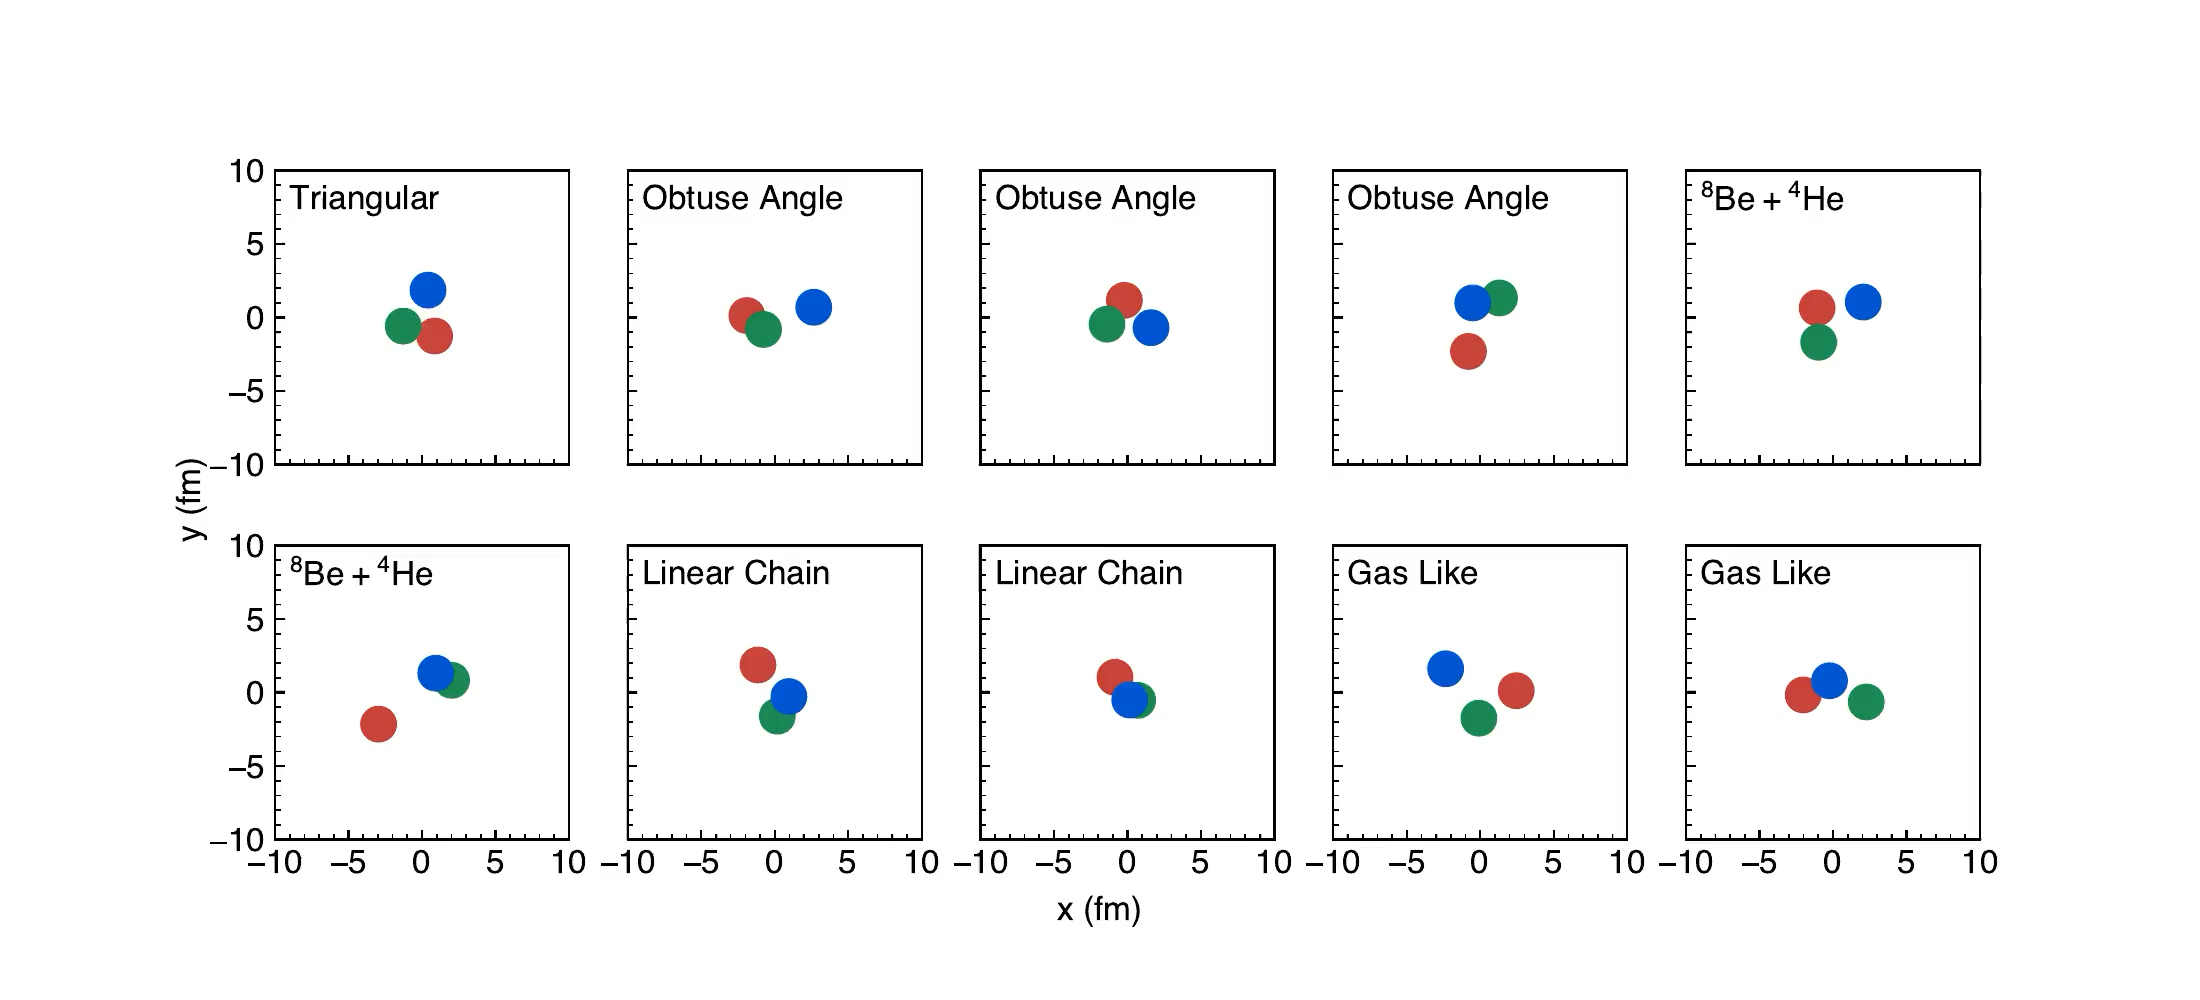 10
Triangular
Obtuse Angle
Obtuse Angle
Obtuse Angle
⁸Be + ⁴He
5
0
−5
−10
y (fm)
10
⁸Be + ⁴He
Linear Chain
Linear Chain
Gas Like
Gas Like
5
0
−5
−10
−10 −5 0 5 10 −10 −5 0 5 10 −10 −5 0 5 10 −10 −5 0 5 10 −10 −5 0 5 10
x (fm)